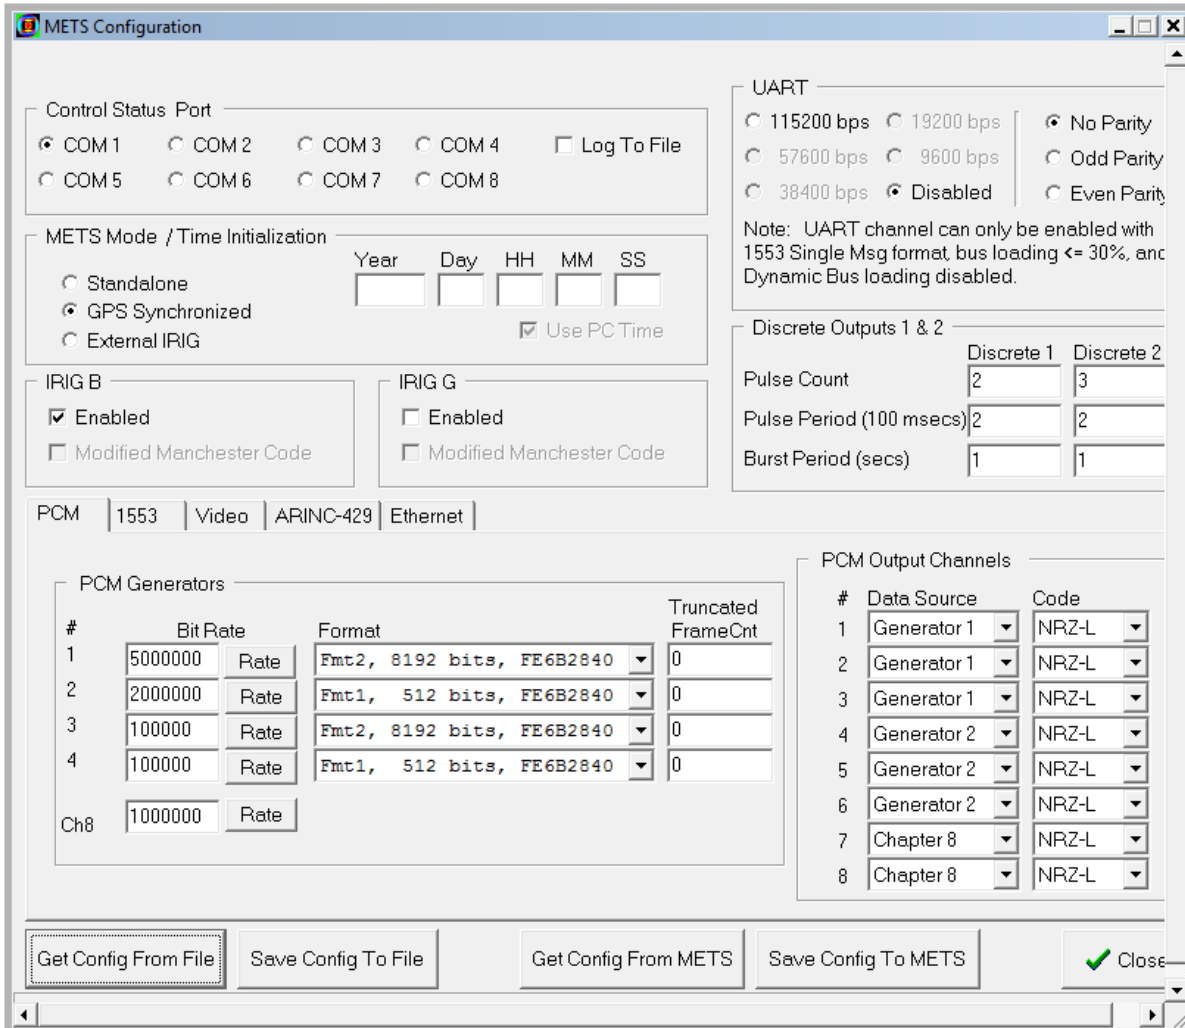 METS Configuration
Control Status Port
COM 1 COM 2 COM 3 COM 4 Log To File
COM 5 COM 6 COM 7 COM 8
METS Mode / Time Initialization
Year Day HH MM SS
Standalone
GPS Synchronized
Use PC Time
External IRIG
IRIG B
Enabled
Modified Manchester Code
IRIG G
Enabled
Modified Manchester Code
UART
115200 bps 19200 bps No Parity
57600 bps 9600 bps Odd Parity
38400 bps Disabled Even Parity
Note: UART channel can only be enabled with
1553 Single Msg format, bus loading <= 30%, and
Dynamic Bus loading disabled.
Discrete Outputs 1 & 2
Discrete 1 Discrete 2
Pulse Count 2 3
Pulse Period (100 msecs) 2 2
Burst Period (secs) 1 1
PCM 1553 Video ARINC-429 Ethernet
PCM Generators
# Bit Rate Format Truncated FrameCnt
1 5000000 Rate Fmt2, 8192 bits, FE6B2840 0
2 2000000 Rate Fmt1, 512 bits, FE6B2840 0
3 100000 Rate Fmt2, 8192 bits, FE6B2840 0
4 100000 Rate Fmt1, 512 bits, FE6B2840 0
Ch8 1000000 Rate
PCM Output Channels
# Data Source Code
1 Generator 1 NRZ-L
2 Generator 1 NRZ-L
3 Generator 1 NRZ-L
4 Generator 2 NRZ-L
5 Generator 2 NRZ-L
6 Generator 2 NRZ-L
7 Chapter 8 NRZ-L
8 Chapter 8 NRZ-L
Get Config From File Save Config To File Get Config From METS Save Config To METS Close